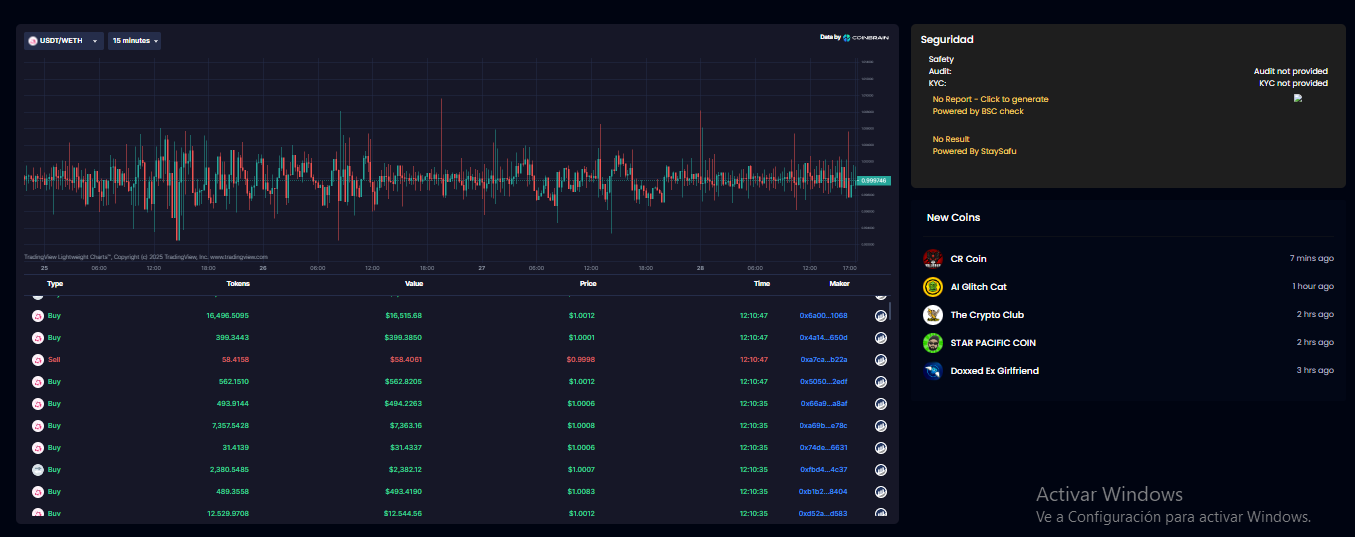 USDT/WETH
15 minutes
Data by COINBRAIN
0.999746
TradingView Lightweight Charts™, Copyright (c) 2025 TradingView, Inc. www.tradingview.com
25 06:00 12:00 18:00 26 06:00 12:00 18:00 27 06:00 12:00 18:00 28 06:00 12:00 17:00
Type Tokens Value Price Time Maker
Buy 16,496.5095 $16,515.68 $1.0012 12:10:47 0x6a00...1068
Buy 399.3443 $399.3850 $1.0001 12:10:47 0x4a14...650d
Sell 58.4158 $58.4061 $0.9998 12:10:47 0xa7ca...b22a
Buy 562.1510 $562.8205 $1.0012 12:10:47 0x5050...2edf
Buy 493.9144 $494.2263 $1.0006 12:10:35 0x66a9...a8af
Buy 7,357.5428 $7,363.16 $1.0008 12:10:35 0xa69b...e78c
Buy 31.4139 $31.4337 $1.0006 12:10:35 0x74de...6631
Buy 2,380.5485 $2,382.12 $1.0007 12:10:35 0xfbd4...4c37
Buy 489.3558 $493.4190 $1.0083 12:10:35 0xb1b2...8404
Buy 12,529.9708 $12,544.56 $1.0012 12:10:35 0xd52a...d583
Seguridad
Safety
Audit: Audit not provided
KYC: KYC not provided
No Report - Click to generate
Powered by BSC check
No Result
Powered By StaySafu
New Coins
CR Coin 7 mins ago
AI Glitch Cat 1 hour ago
The Crypto Club 2 hrs ago
STAR PACIFIC COIN 2 hrs ago
Doxxed Ex Girlfriend 3 hrs ago
Activar Windows
Ve a Configuración para activar Windows.